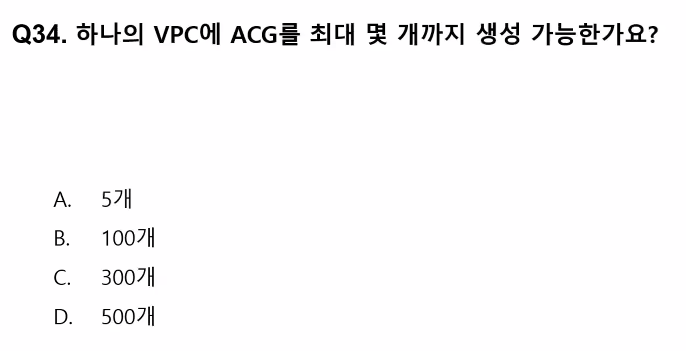 Q34. 하나의 VPC에 ACG를 최대 몇 개까지 생성 가능한가요?
A. 5개
B. 100개
C. 300개
D. 500개